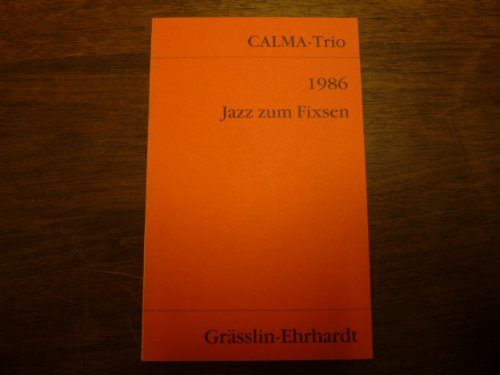 CALMA-Trio
1986
Jazz zum Fixsen
Grässlin-Ehrhardt